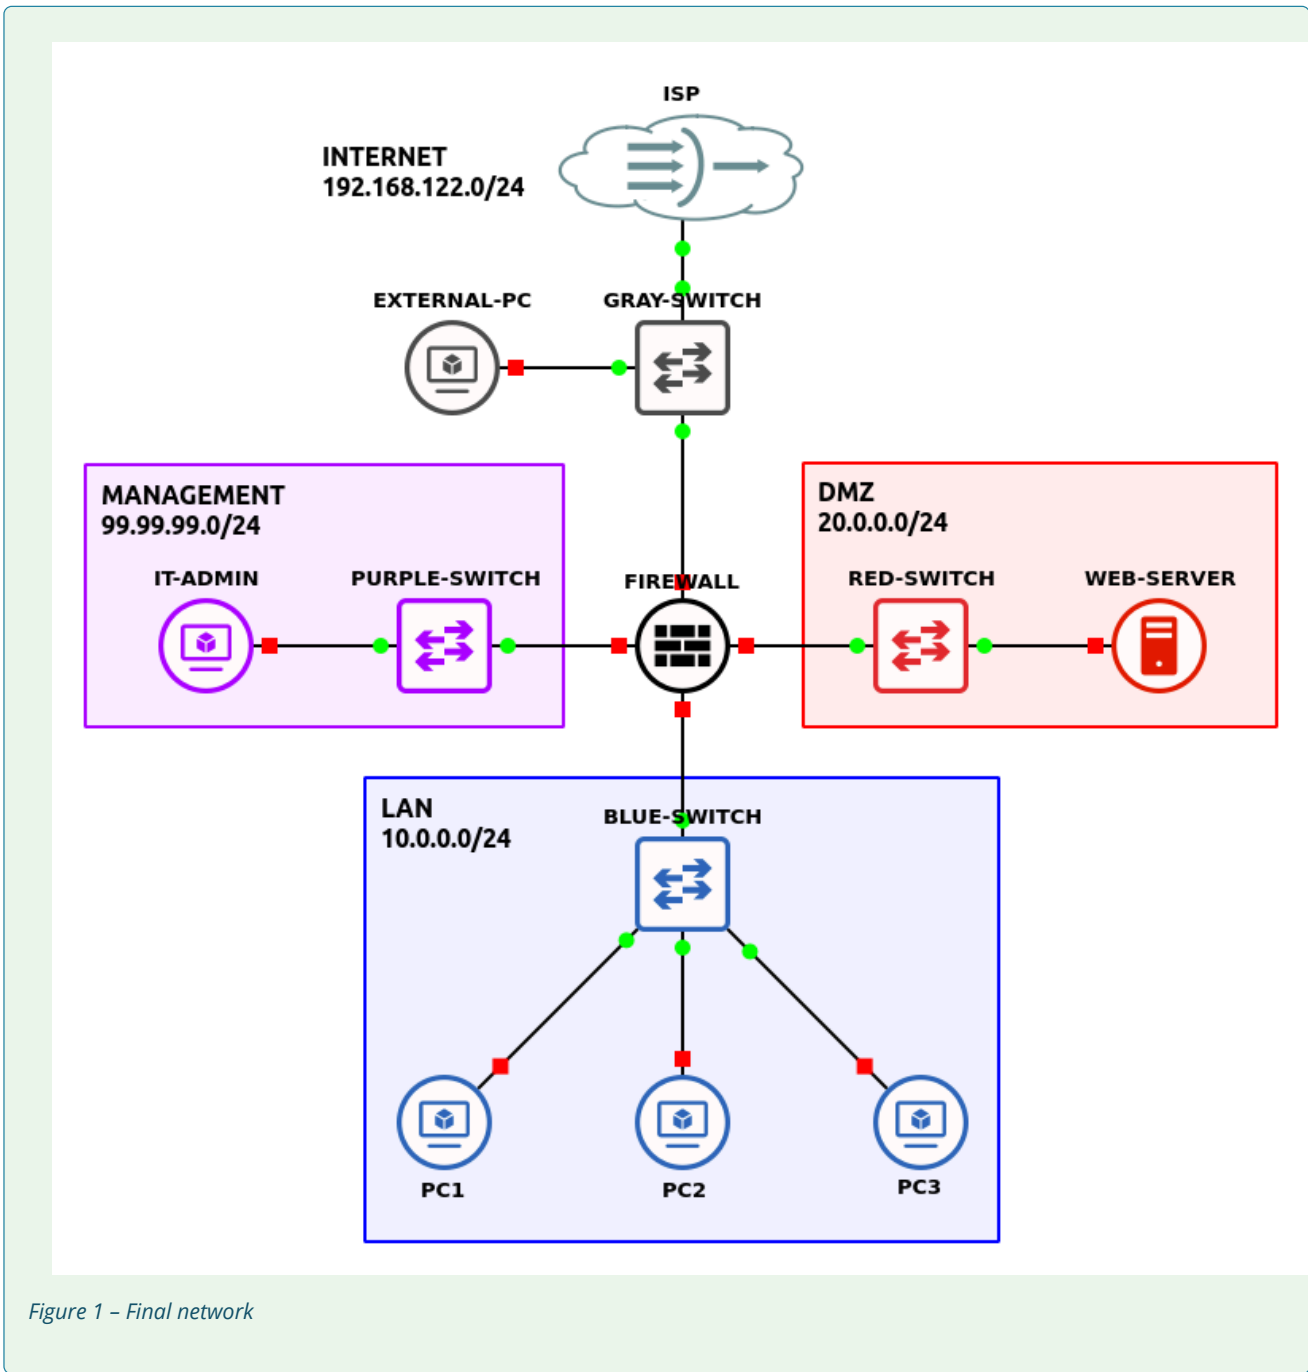 ISP
INTERNET
192.168.122.0/24
EXTERNAL-PC
GRAY-SWITCH
MANAGEMENT
99.99.99.0/24
IT-ADMIN
PURPLE-SWITCH
FIREWALL
DMZ
20.0.0.0/24
RED-SWITCH
WEB-SERVER
LAN
10.0.0.0/24
BLUE-SWITCH
PC1
PC2
PC3
Figure 1 – Final network